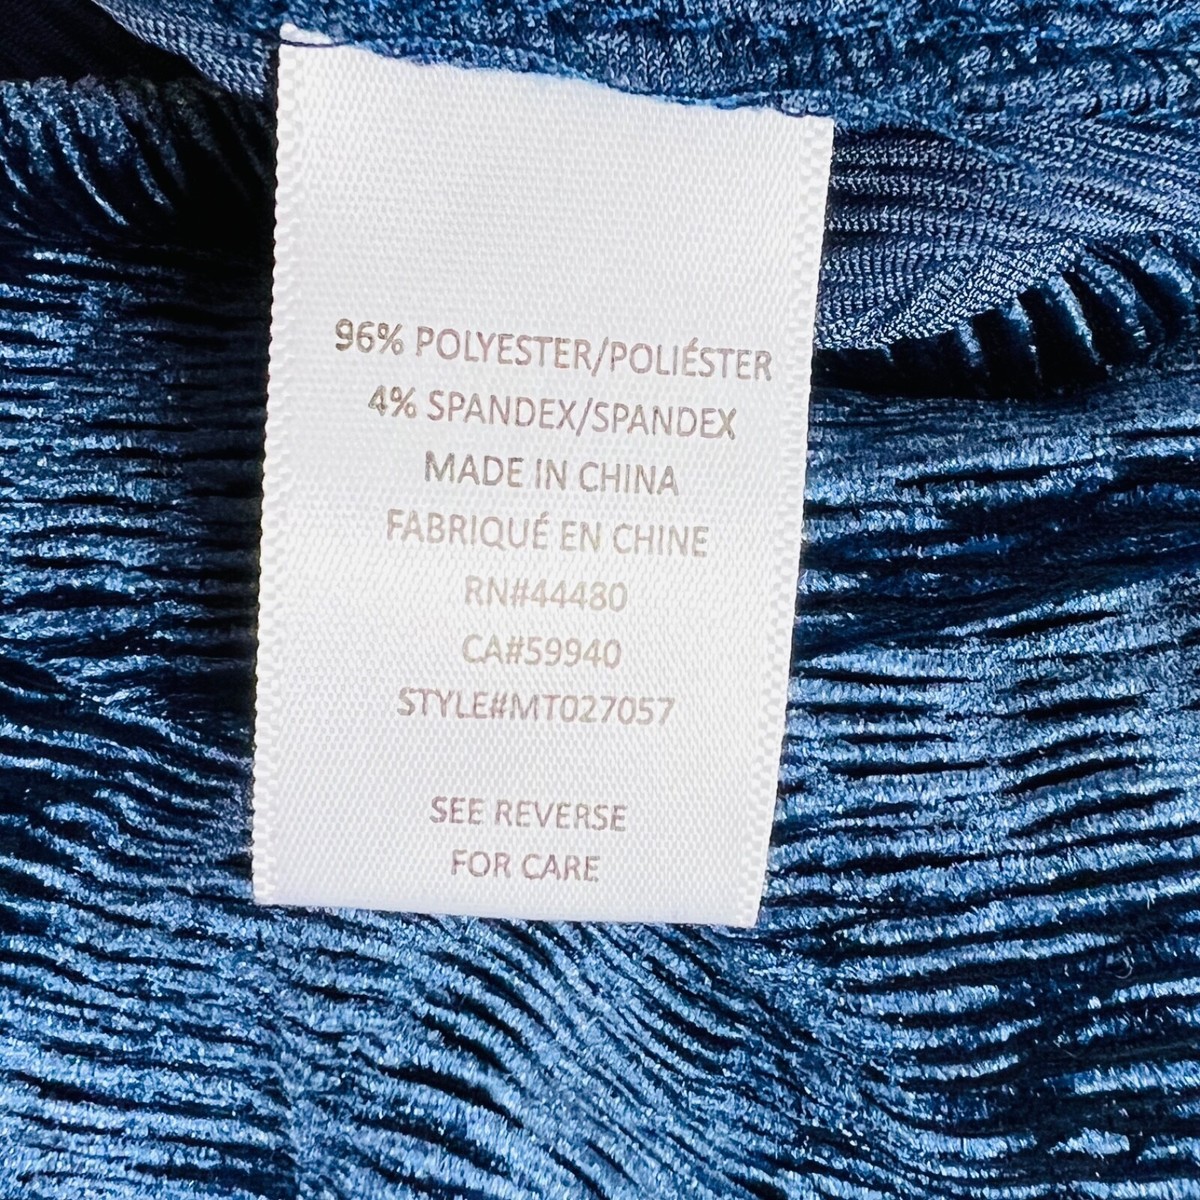 96% POLYESTER/POLIÉSTER
4% SPANDEX/SPANDEX
MADE IN CHINA
FABRIQUÉ EN CHINE
RN#44480
CA#59940
STYLE#MT027057
SEE REVERSE
FOR CARE